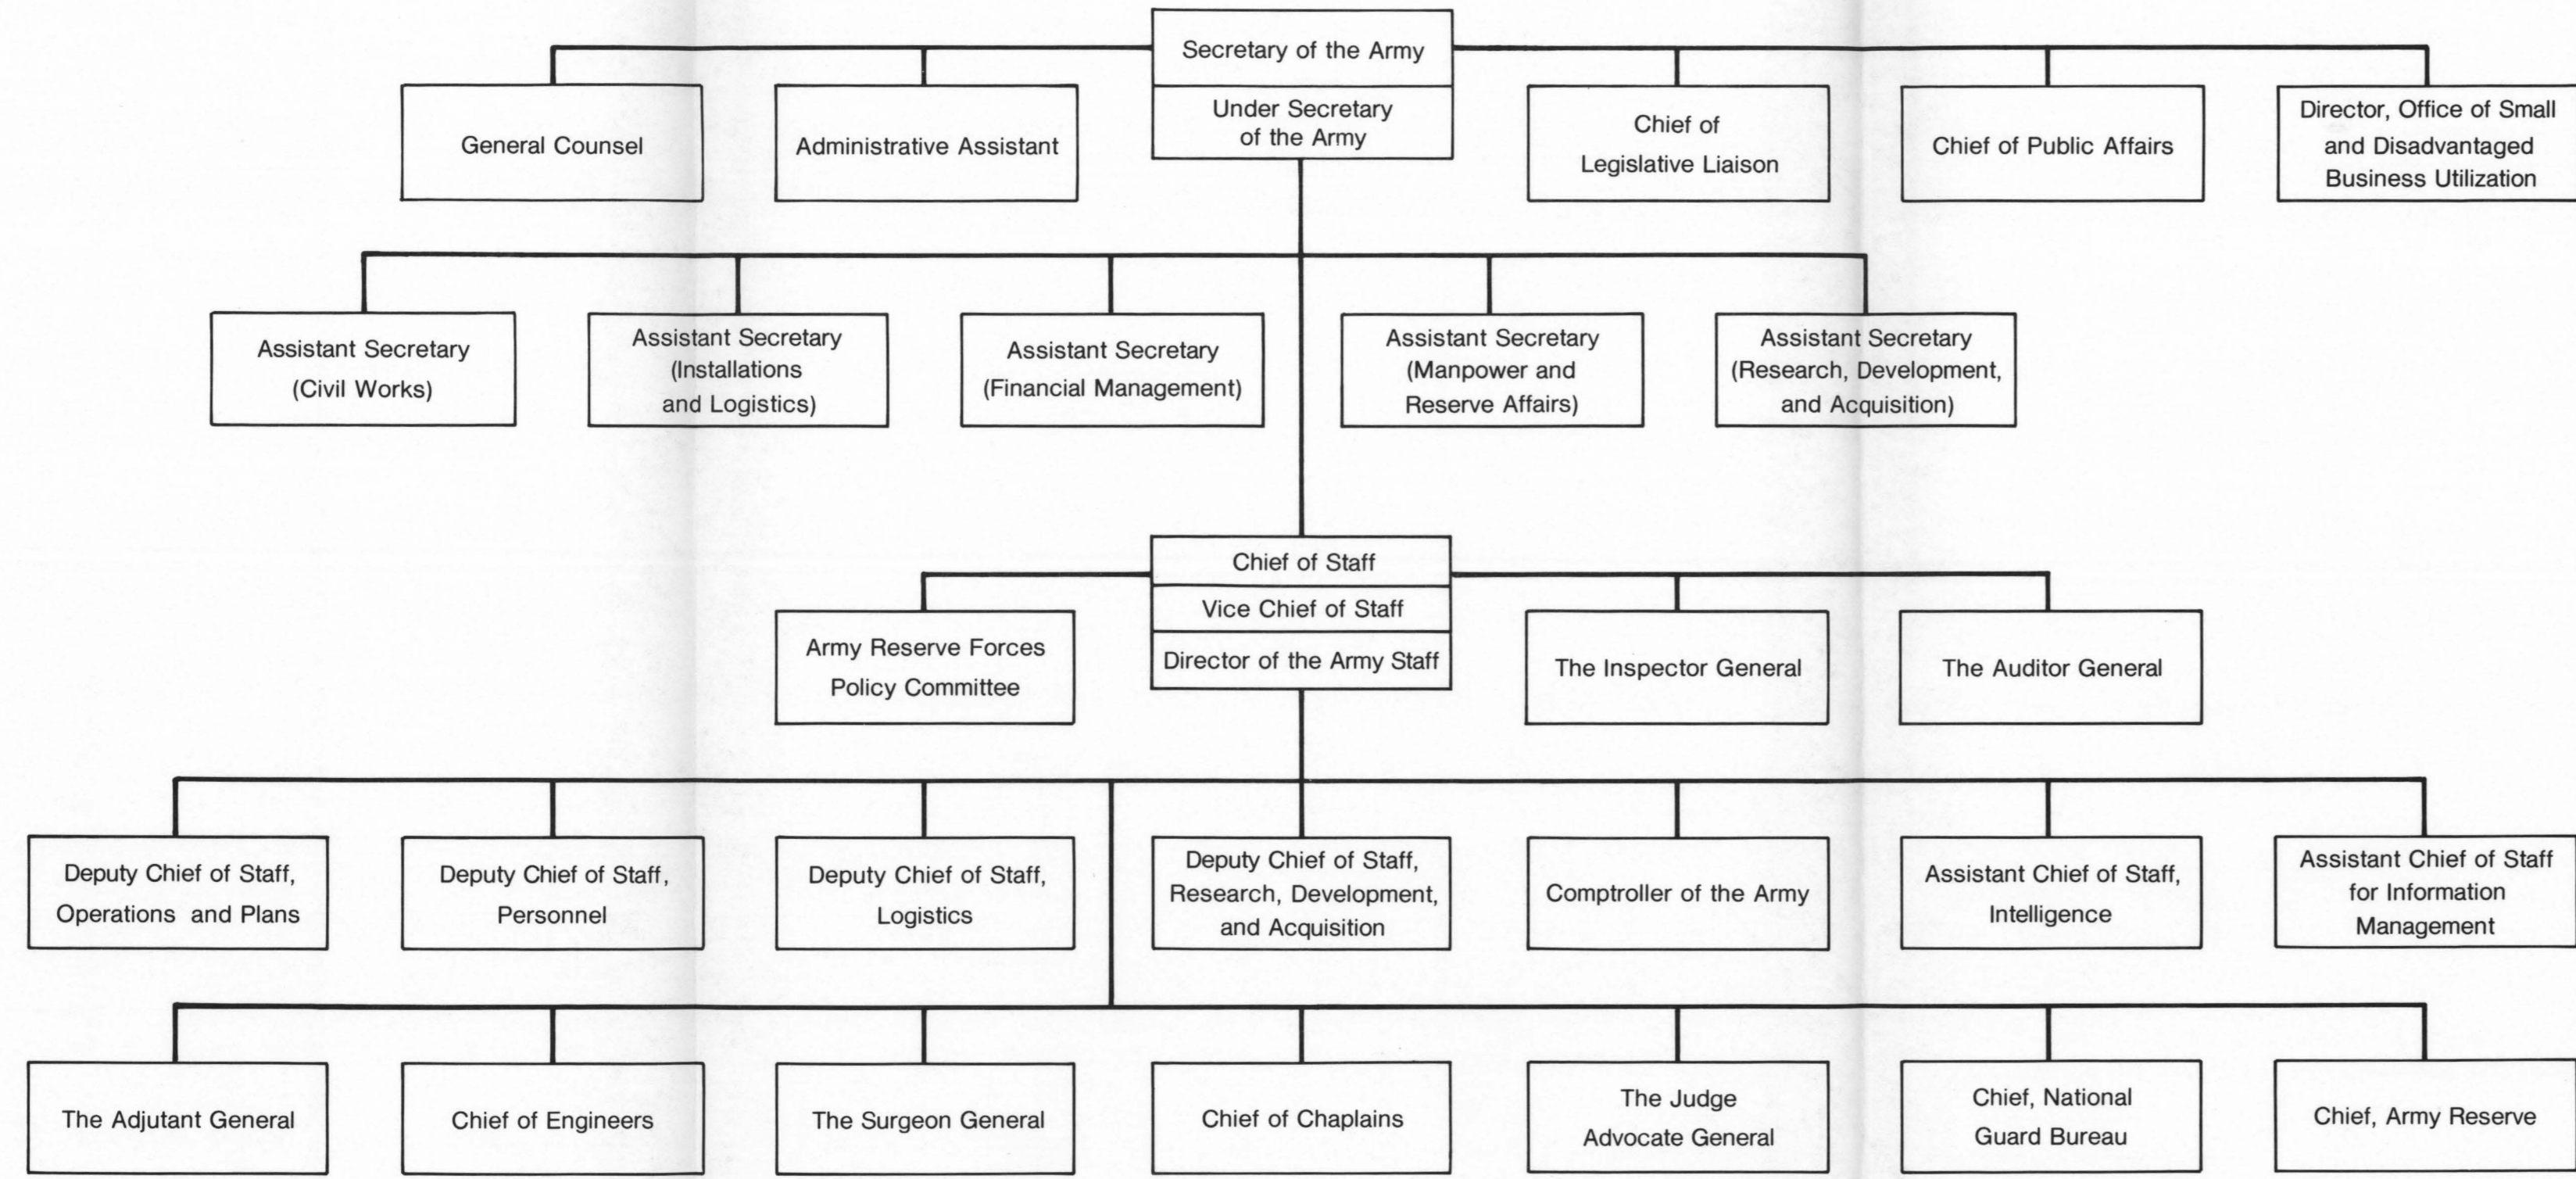 Secretary of the Army
Under Secretary
of the Army
General Counsel
Administrative Assistant
Chief of
Legislative Liaison
Chief of Public Affairs
Director, Office of Small
and Disadvantaged
Business Utilization
Assistant Secretary
(Civil Works)
Assistant Secretary
(Installations
and Logistics)
Assistant Secretary
(Financial Management)
Assistant Secretary
(Manpower and
Reserve Affairs)
Assistant Secretary
(Research, Development,
and Acquisition)
Chief of Staff
Vice Chief of Staff
Director of the Army Staff
Army Reserve Forces
Policy Committee
The Inspector General
The Auditor General
Deputy Chief of Staff,
Operations and Plans
Deputy Chief of Staff,
Personnel
Deputy Chief of Staff,
Logistics
Deputy Chief of Staff,
Research, Development,
and Acquisition
Comptroller of the Army
Assistant Chief of Staff,
Intelligence
Assistant Chief of Staff
for Information
Management
The Adjutant General
Chief of Engineers
The Surgeon General
Chief of Chaplains
The Judge
Advocate General
Chief, National
Guard Bureau
Chief, Army Reserve